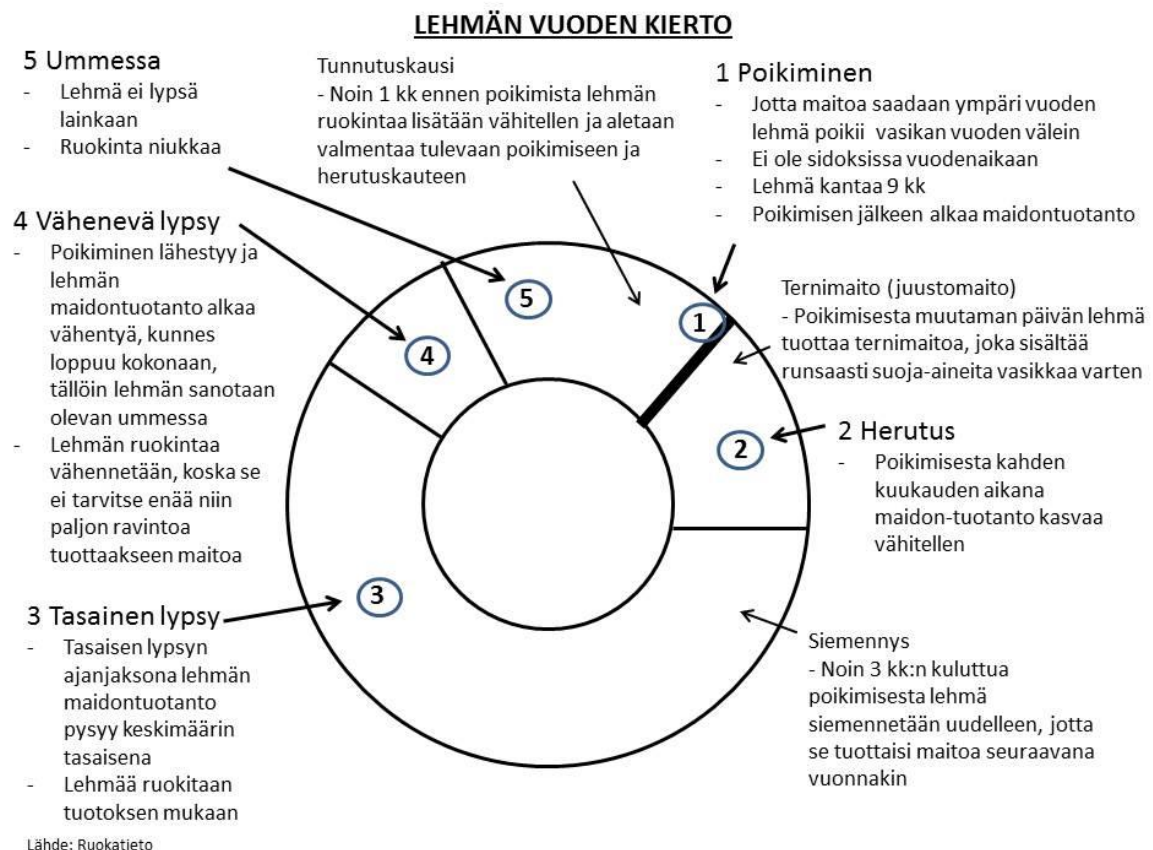 LEHMÄN VUODEN KIERTO
5 Ummessa
- Lehmä ei lypsä
lainkaan
- Ruokinta niukkaa
Tunnutuskausi
- Noin 1 kk ennen poikimista lehmän
ruokintaa lisätään vähitellen ja aletaan
valmentaa tulevaan poikimiseen ja
herutuskauteen
1 Poikiminen
- Jotta maitoa saadaan ympäri vuoden
lehmä poikii vasikan vuoden välein
- Ei ole sidoksissa vuodenaikaan
- Lehmä kantaa 9 kk
- Poikimisen jälkeen alkaa maidontuotanto
4 Vähenevä lypsy
- Poikiminen lähestyy ja
lehmän
maidontuotanto alkaa
vähentyä, kunnes
loppuu kokonaan,
tällöin lehmän sanotaan
olevan ummessa
- Lehmän ruokintaa
vähennetään, koska se
ei tarvitse enää niin
paljon ravintoa
tuottaakseen maitoa
Ternimaito (juustomaito)
- Poikimisesta muutaman päivän lehmä
tuottaa ternimaitoa, joka sisältää
runsaasti suoja-aineita vasikkaa varten
5
1
4
2
3
2 Herutus
- Poikimisesta kahden
kuukauden aikana
maidon-tuotanto kasvaa
vähitellen
3 Tasainen lypsy
- Tasaisen lypsyn
ajanjaksona lehmän
maidontuotanto
pysyy keskimäärin
tasaisena
- Lehmää ruokitaan
tuotoksen mukaan
Siemennys
- Noin 3 kk:n kuluttua
poikimisesta lehmä
siemennetään uudelleen, jotta
se tuottaisi maitoa seuraavana
vuonnakin
Lähde: Ruokatieto